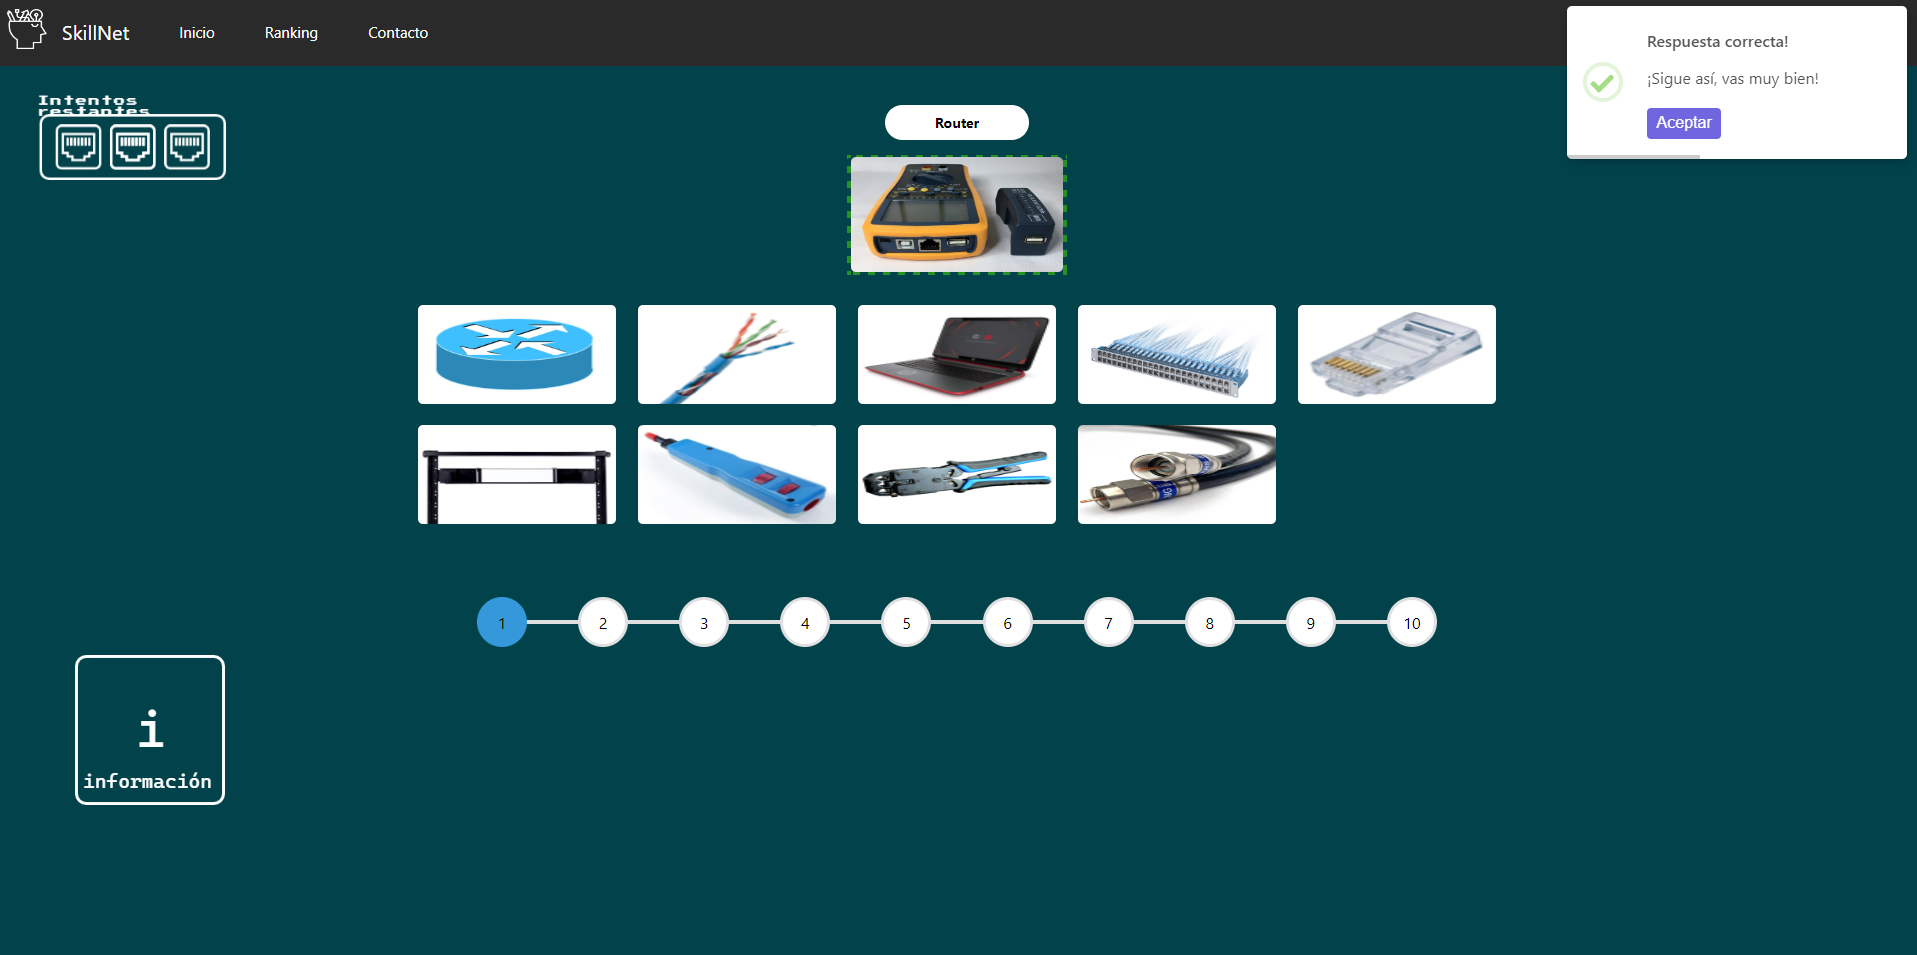 SkillNet
Inicio
Ranking
Contacto
Respuesta correcta!
¡Sigue así, vas muy bien!
Aceptar
Intentos
restantes
Router
1
2
3
4
5
6
7
8
9
10
i
información